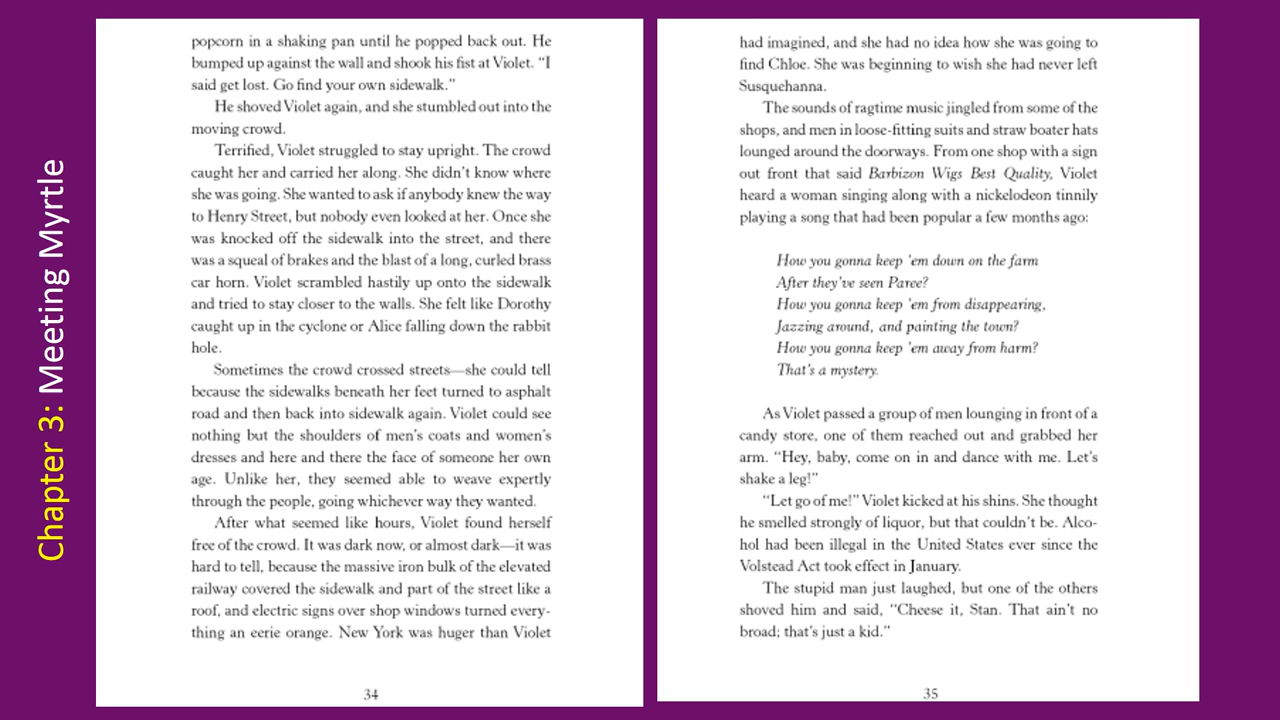 Chapter 3: Meeting Myrtle
popcorn in a shaking pan until he popped back out. He
bumped up against the wall and shook his fist at Violet. “I
said get lost. Go find your own sidewalk.”
He shoved Violet again, and she stumbled out into the
moving crowd.
Terrified, Violet struggled to stay upright. The crowd
caught her and carried her along. She didn’t know where
she was going. She wanted to ask if anybody knew the way
to Henry Street, but nobody even looked at her. Once she
was knocked off the sidewalk into the street, and there
was a squeal of brakes and the blast of a long, curled brass
car horn. Violet scrambled hastily up onto the sidewalk
and tried to stay closer to the walls. She felt like Dorothy
caught up in the cyclone or Alice falling down the rabbit
hole.
Sometimes the crowd crossed streets—she could tell
because the sidewalks beneath her feet turned to asphalt
road and then back into sidewalk again. Violet could see
nothing but the shoulders of men’s coats and women’s
dresses and here and there the face of someone her own
age. Unlike her, they seemed able to weave expertly
through the people, going whichever way they wanted.
After what seemed like hours, Violet found herself
free of the crowd. It was dark now, or almost dark—it was
hard to tell, because the massive iron bulk of the elevated
railway covered the sidewalk and part of the street like a
roof, and electric signs over shop windows turned every-
thing an eerie orange. New York was huger than Violet
34
had imagined, and she had no idea how she was going to
find Chloe. She was beginning to wish she had never left
Susquehanna.
The sounds of ragtime music jingled from some of the
shops, and men in loose-fitting suits and straw boater hats
lounged around the doorways. From one shop with a sign
out front that said Barbizon Wigs Best Quality, Violet
heard a woman singing along with a nickelodeon tinnily
playing a song that had been popular a few months ago:
How you gonna keep ’em down on the farm
After they’ve seen Paree?
How you gonna keep ’em from disappearing,
Jazzing around, and painting the town?
How you gonna keep ’em away from harm?
That’s a mystery.
As Violet passed a group of men lounging in front of a
candy store, one of them reached out and grabbed her
arm. “Hey, baby, come on in and dance with me. Let’s
shake a leg!”
“Let go of me!” Violet kicked at his shins. She thought
he smelled strongly of liquor, but that couldn’t be. Alco-
hol had been illegal in the United States ever since the
Volstead Act took effect in January.
The stupid man just laughed, but one of the others
shoved him and said, “Cheese it, Stan. That ain’t no
broad; that’s just a kid.”
35